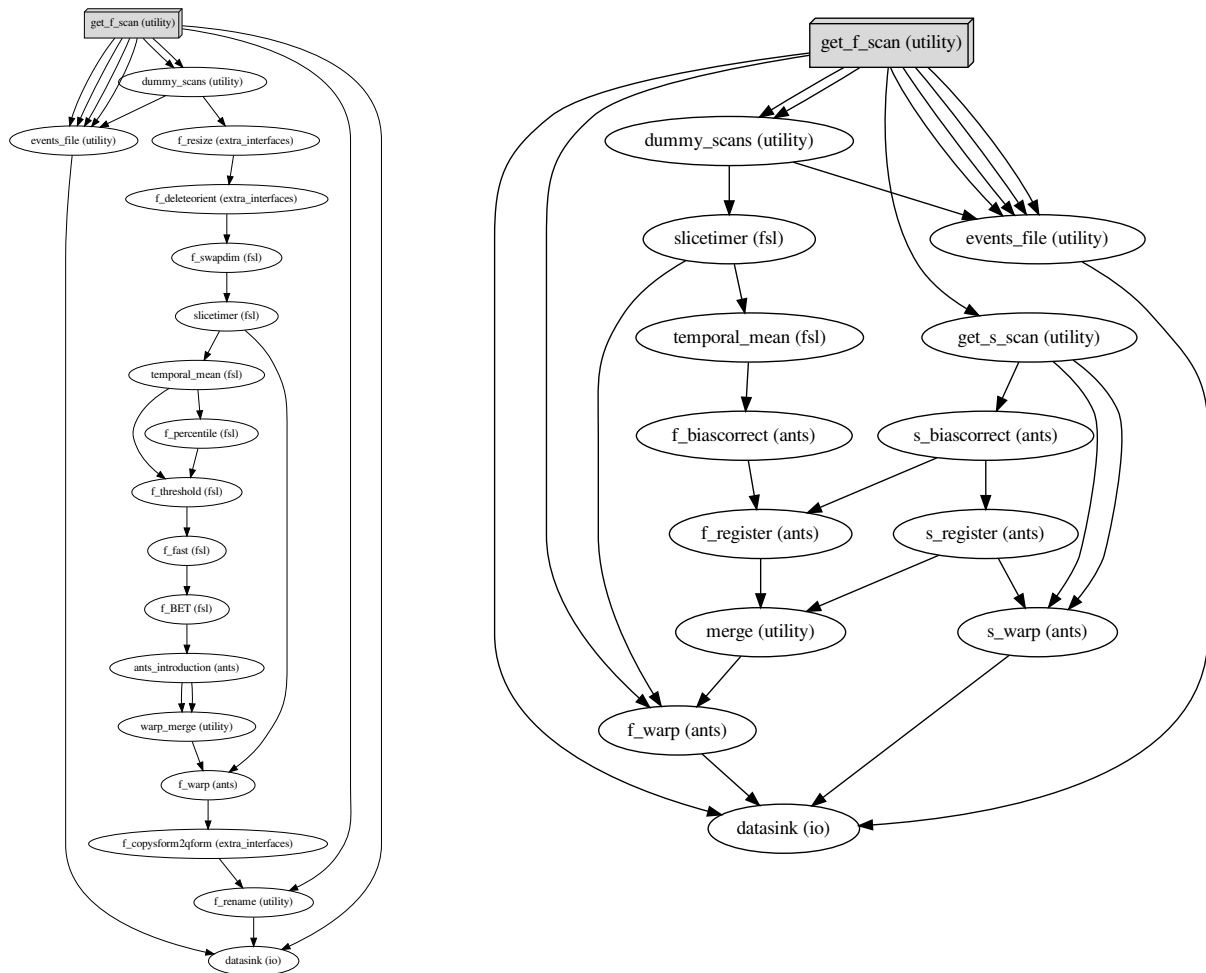 get_f_scan (utility)
dummy_scans (utility)
events_file (utility)
f_resize (extra_interfaces)
f_deleteorient (extra_interfaces)
f_swapdim (fsl)
slicetimer (fsl)
temporal_mean (fsl)
f_percentile (fsl)
f_threshold (fsl)
f_fast (fsl)
f_BET (fsl)
ants_introduction (ants)
warp_merge (utility)
f_warp (ants)
f_copysform2qform (extra_interfaces)
f_rename (utility)
datasink (io)
get_f_scan (utility)
dummy_scans (utility)
slicetimer (fsl)
events_file (utility)
temporal_mean (fsl)
get_s_scan (utility)
f_biascorrect (ants)
s_biascorrect (ants)
f_register (ants)
s_register (ants)
merge (utility)
s_warp (ants)
f_warp (ants)
datasink (io)